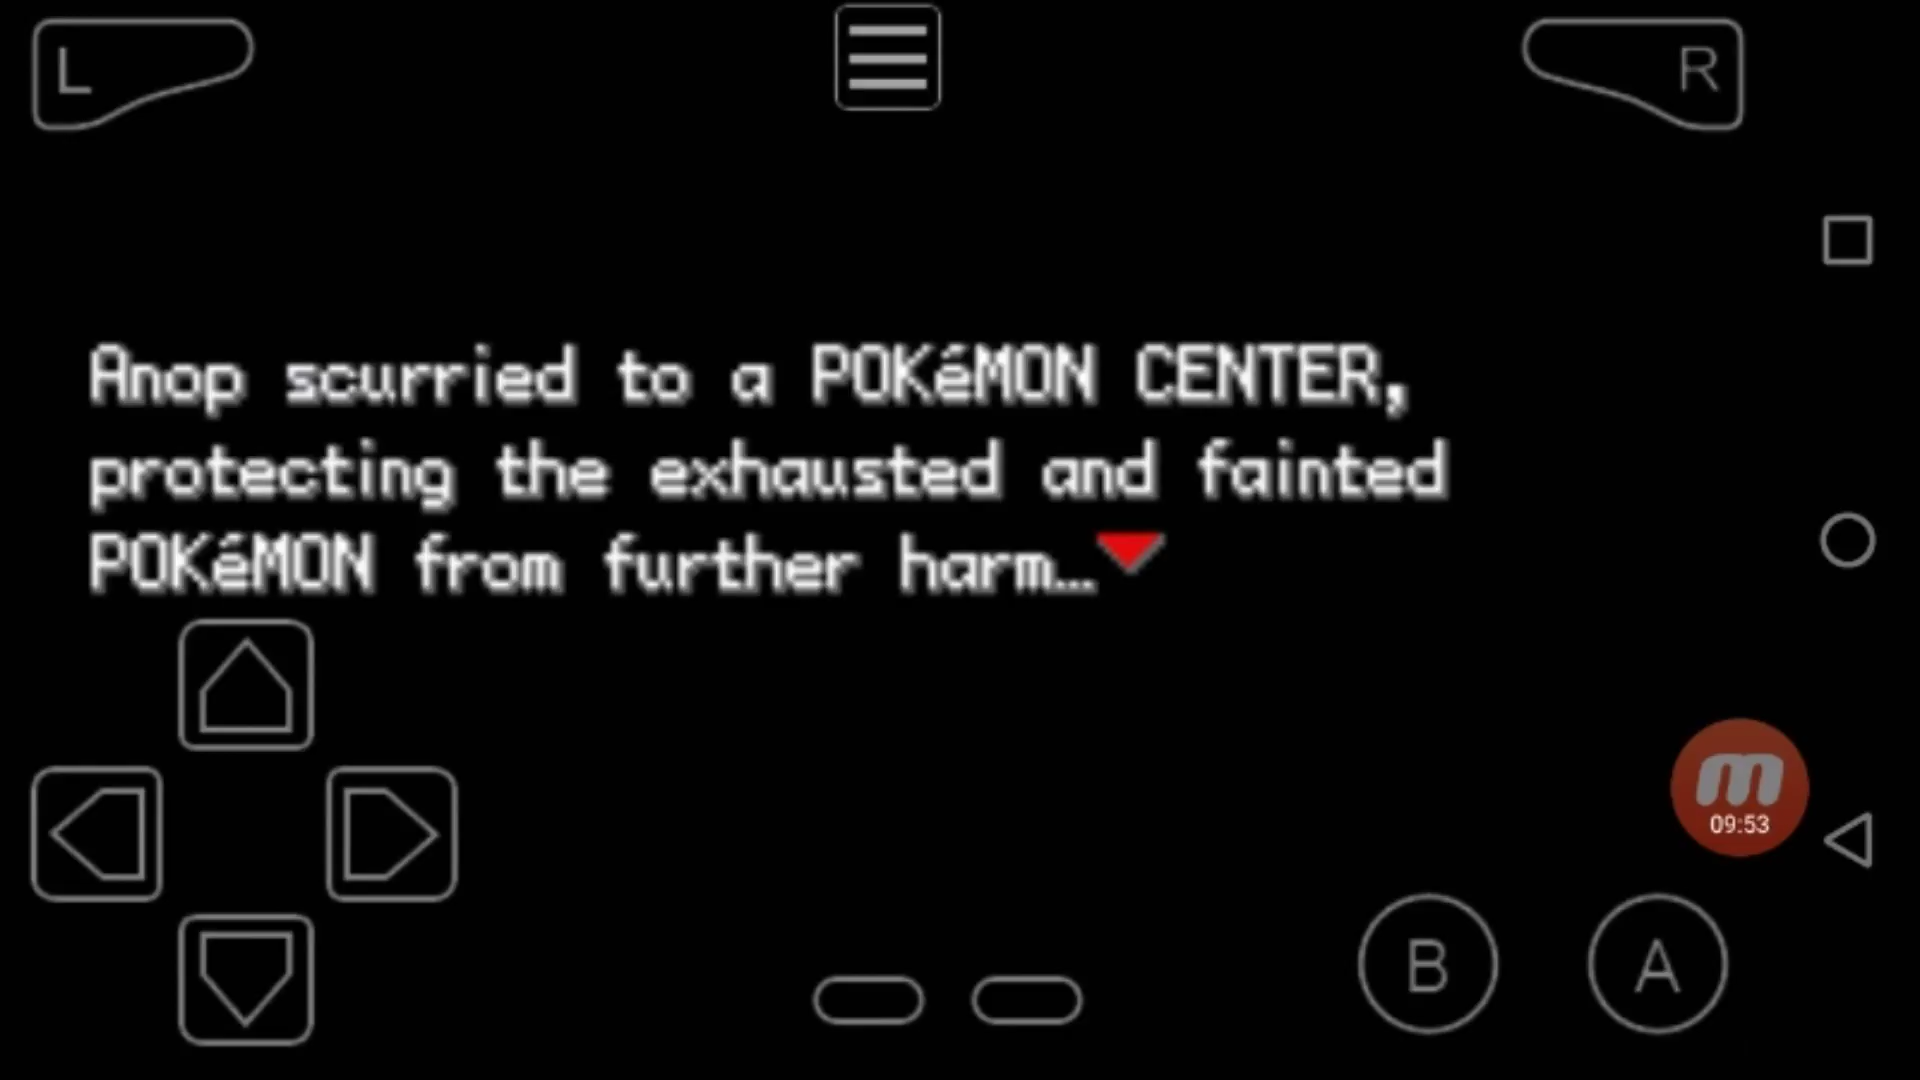 L
R
Anop scurried to a POKéMON CENTER,
protecting the exhausted and fainted
POKéMON from further harm…
m
09:53
B
A